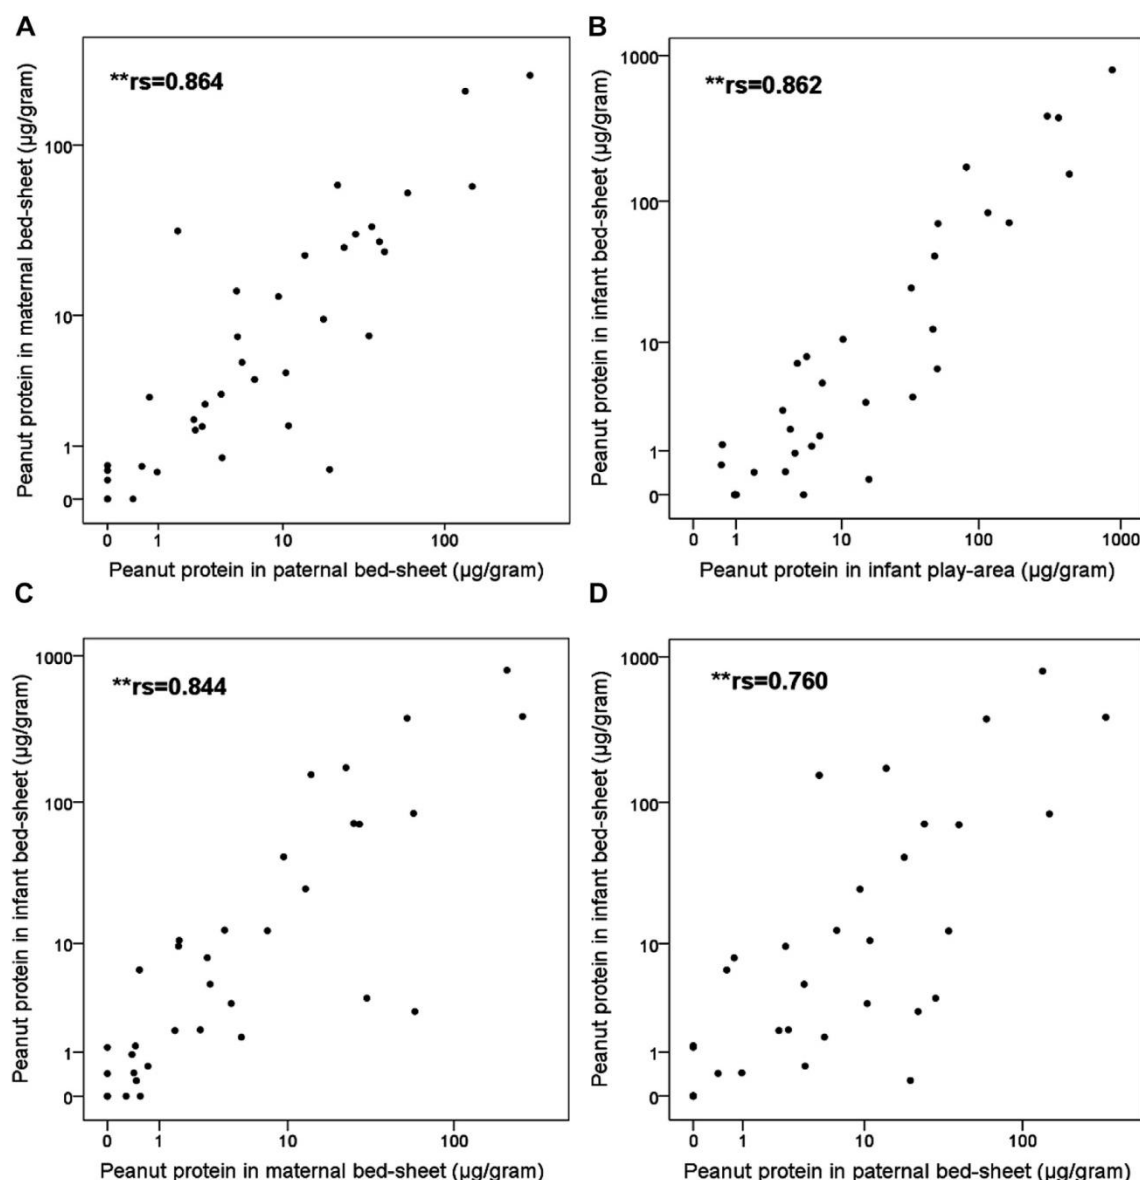 A
**rs=0.864
Peanut protein in maternal bed-sheet (µg/gram)
100
10
1
0
0 1 10 100
Peanut protein in paternal bed-sheet (µg/gram)
B
**rs=0.862
Peanut protein in infant bed-sheet (µg/gram)
1000
100
10
1
0
0 1 10 100 1000
Peanut protein in infant play-area (µg/gram)
C
**rs=0.844
Peanut protein in infant bed-sheet (µg/gram)
1000
100
10
1
0
0 1 10 100
Peanut protein in maternal bed-sheet (µg/gram)
D
**rs=0.760
Peanut protein in infant bed-sheet (µg/gram)
1000
100
10
1
0
0 1 10 100
Peanut protein in paternal bed-sheet (µg/gram)